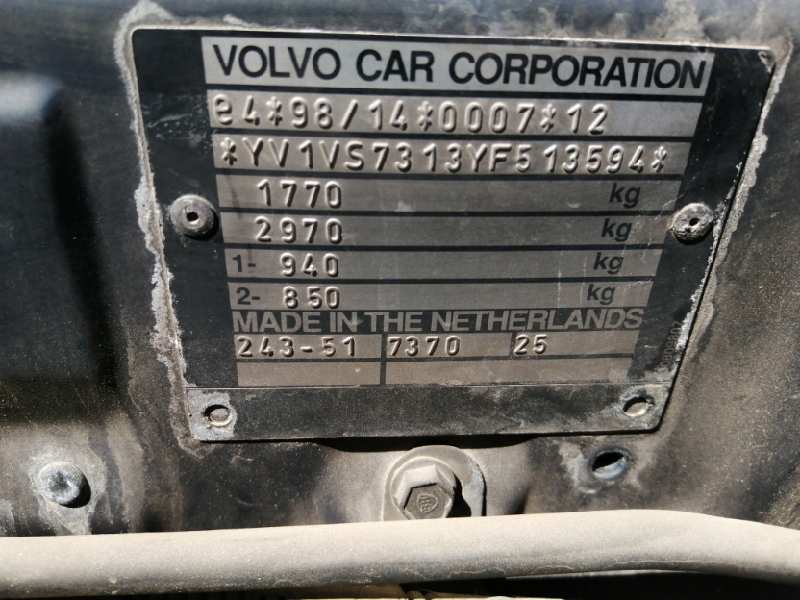 VOLVO CAR CORPORATION
e4*98/14*0007*12
*YV1VS7313YF513594*
1770 kg
2970 kg
1- 940 kg
2- 850 kg
MADE IN THE NETHERLANDS
243-51 7370 25